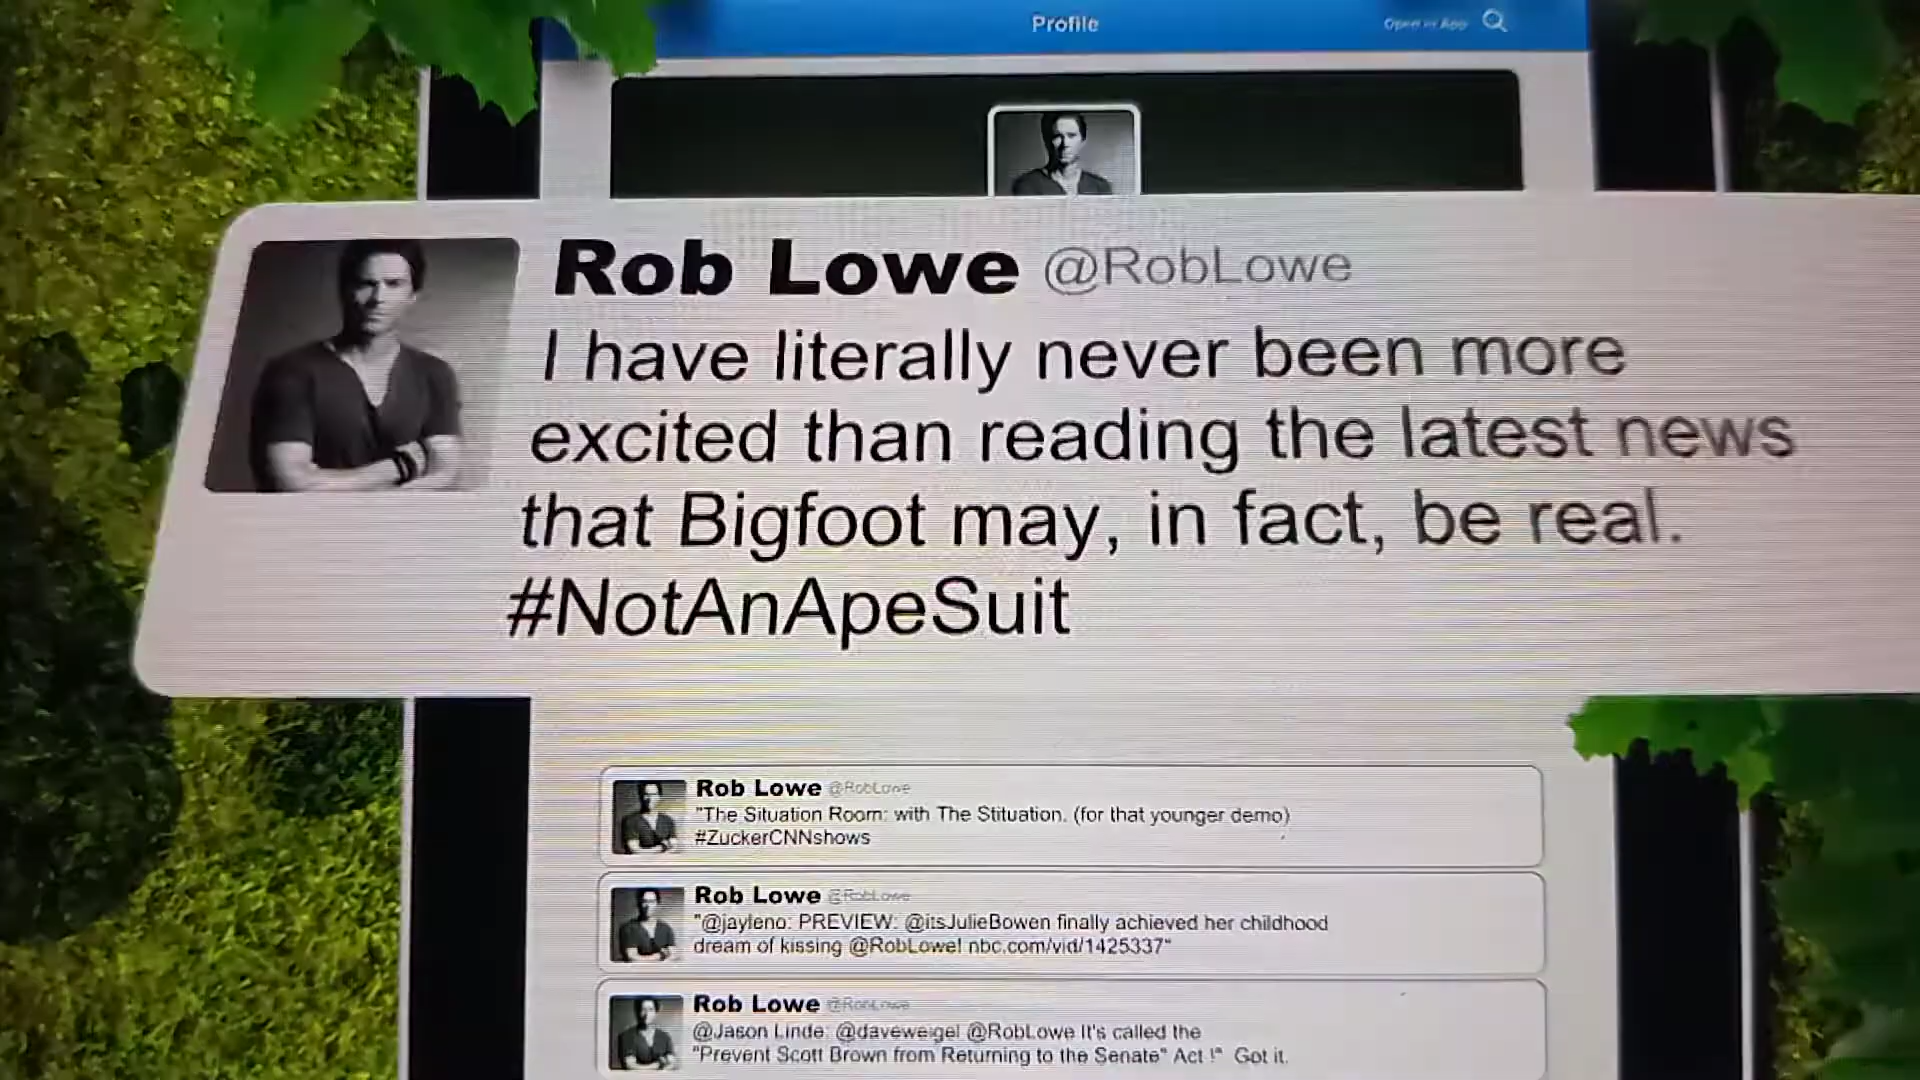 Profile
Open in App
Rob Lowe @RobLowe
I have literally never been more
excited than reading the latest news
that Bigfoot may, in fact, be real.
#NotAnApeSuit
Rob Lowe @RobLowe
"The Situation Room: with The Stituation. (for that younger demo)
#ZuckerCNNshows
Rob Lowe @RobLowe
"@jayleno: PREVIEW: @itsJulieBowen finally achieved her childhood
dream of kissing @RobLowe! nbc.com/vid/1425337"
Rob Lowe @RobLowe
@Jason Linde: @daveweigel @RobLowe It's called the
"Prevent Scott Brown from Returning to the Senate" Act !" Got it.